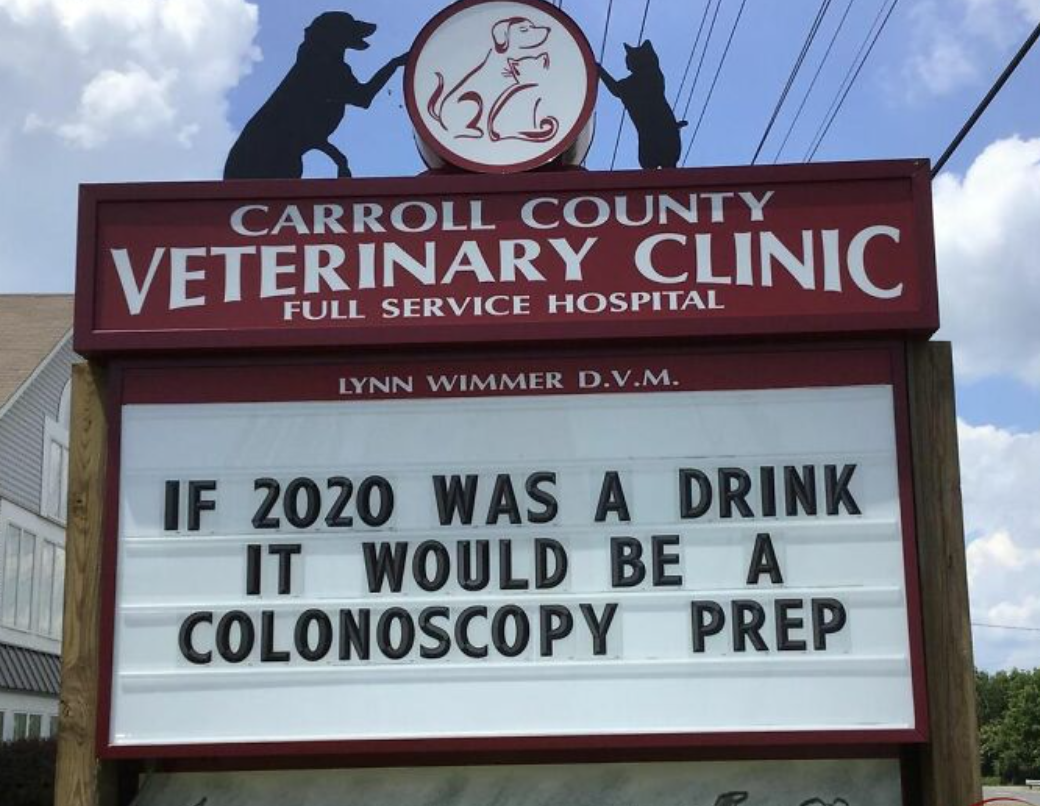 CARROLL COUNTY
VETERINARY CLINIC
FULL SERVICE HOSPITAL
LYNN WIMMER D.V.M.
IF 2020 WAS A DRINK
IT WOULD BE A
COLONOSCOPY PREP